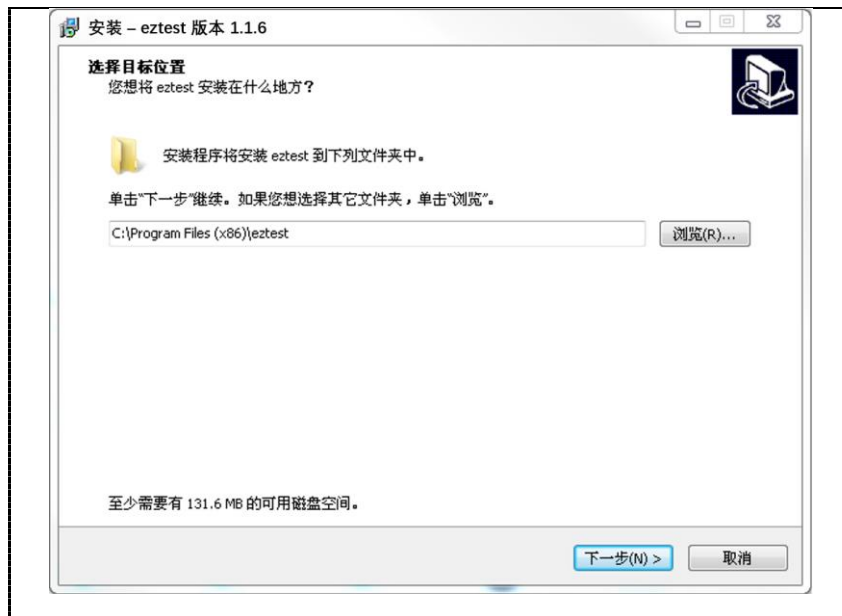 安装 – eztest 版本 1.1.6
选择目标位置
您想将 eztest 安装在什么地方?
安装程序将安装 eztest 到下列文件夹中。
单击"下一步"继续。如果您想选择其它文件夹，单击"浏览"。
C:\Program Files (x86)\eztest
浏览(R)...
至少需要有 131.6 MB 的可用磁盘空间。
下一步(N) >
取消